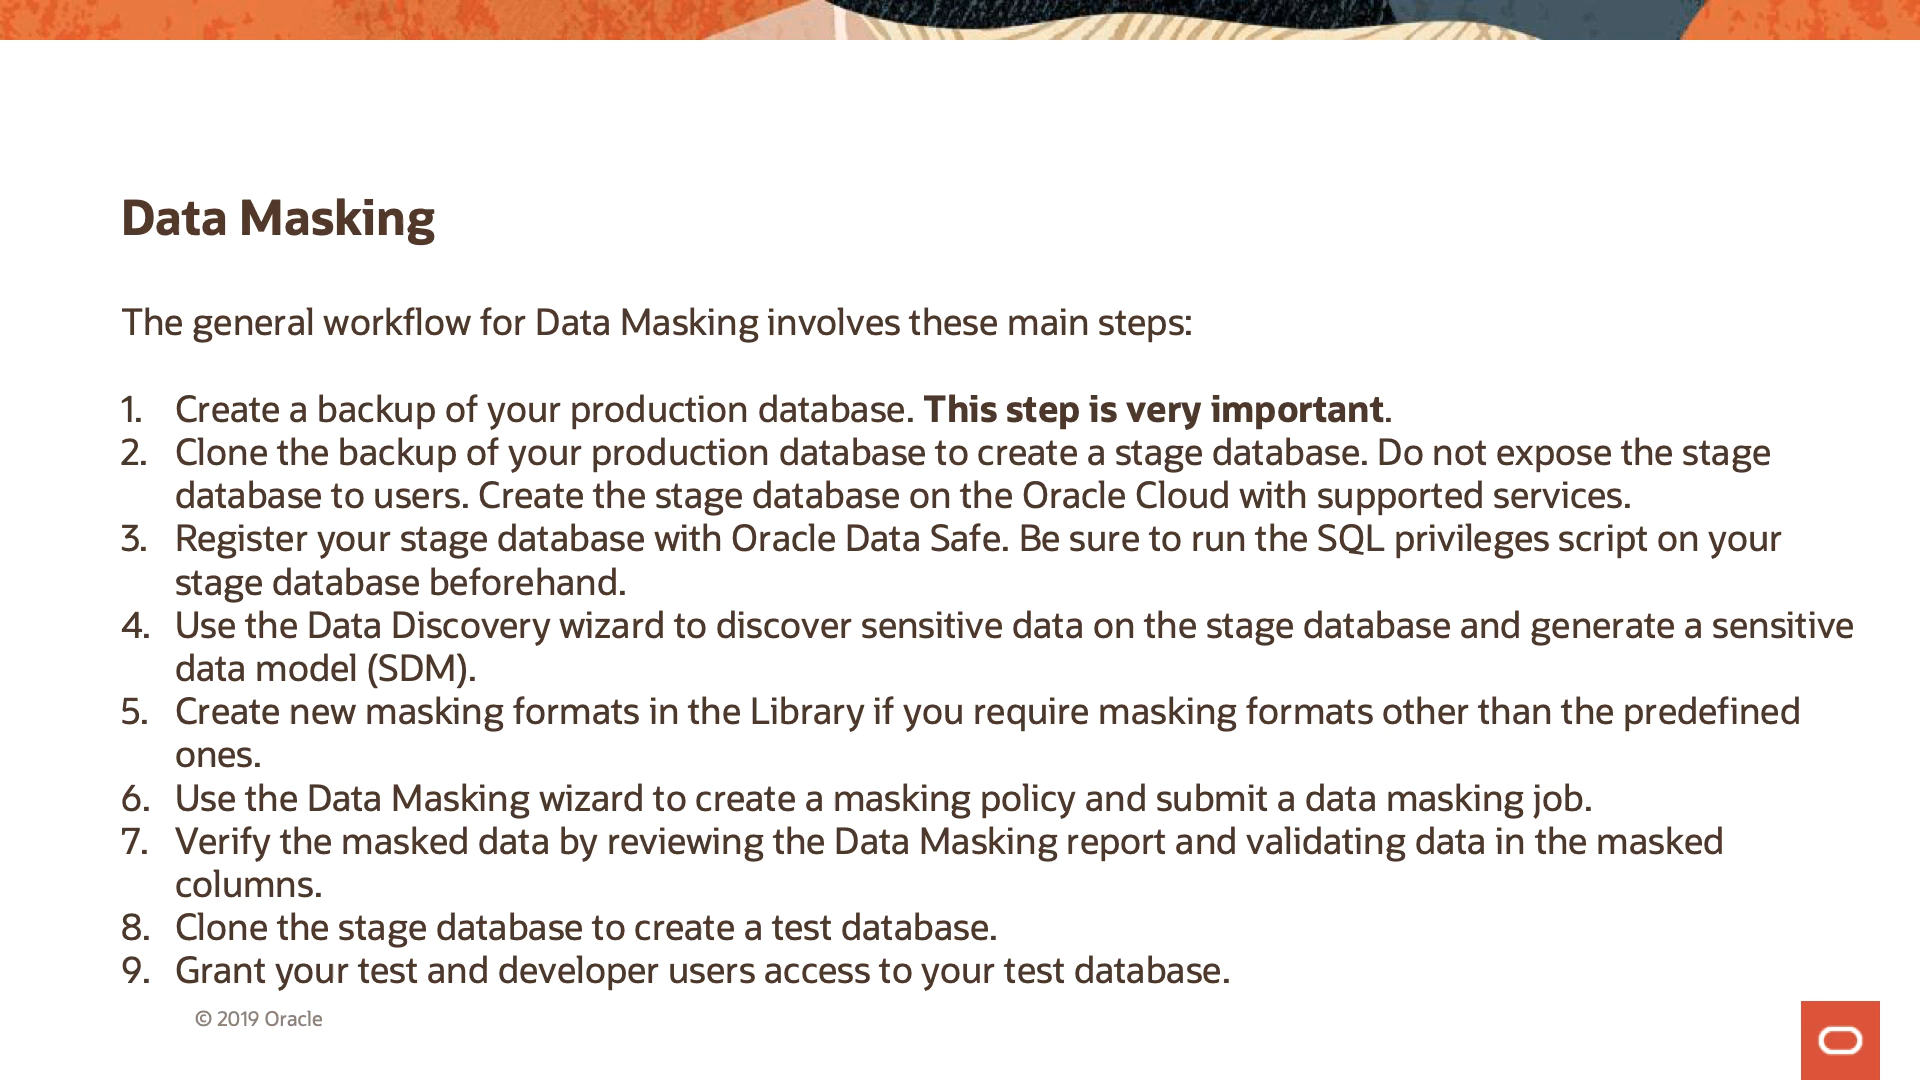 Data Masking
The general workflow for Data Masking involves these main steps:
1. Create a backup of your production database. This step is very important.
2. Clone the backup of your production database to create a stage database. Do not expose the stage
database to users. Create the stage database on the Oracle Cloud with supported services.
3. Register your stage database with Oracle Data Safe. Be sure to run the SQL privileges script on your
stage database beforehand.
4. Use the Data Discovery wizard to discover sensitive data on the stage database and generate a sensitive
data model (SDM).
5. Create new masking formats in the Library if you require masking formats other than the predefined
ones.
6. Use the Data Masking wizard to create a masking policy and submit a data masking job.
7. Verify the masked data by reviewing the Data Masking report and validating data in the masked
columns.
8. Clone the stage database to create a test database.
9. Grant your test and developer users access to your test database.
© 2019 Oracle